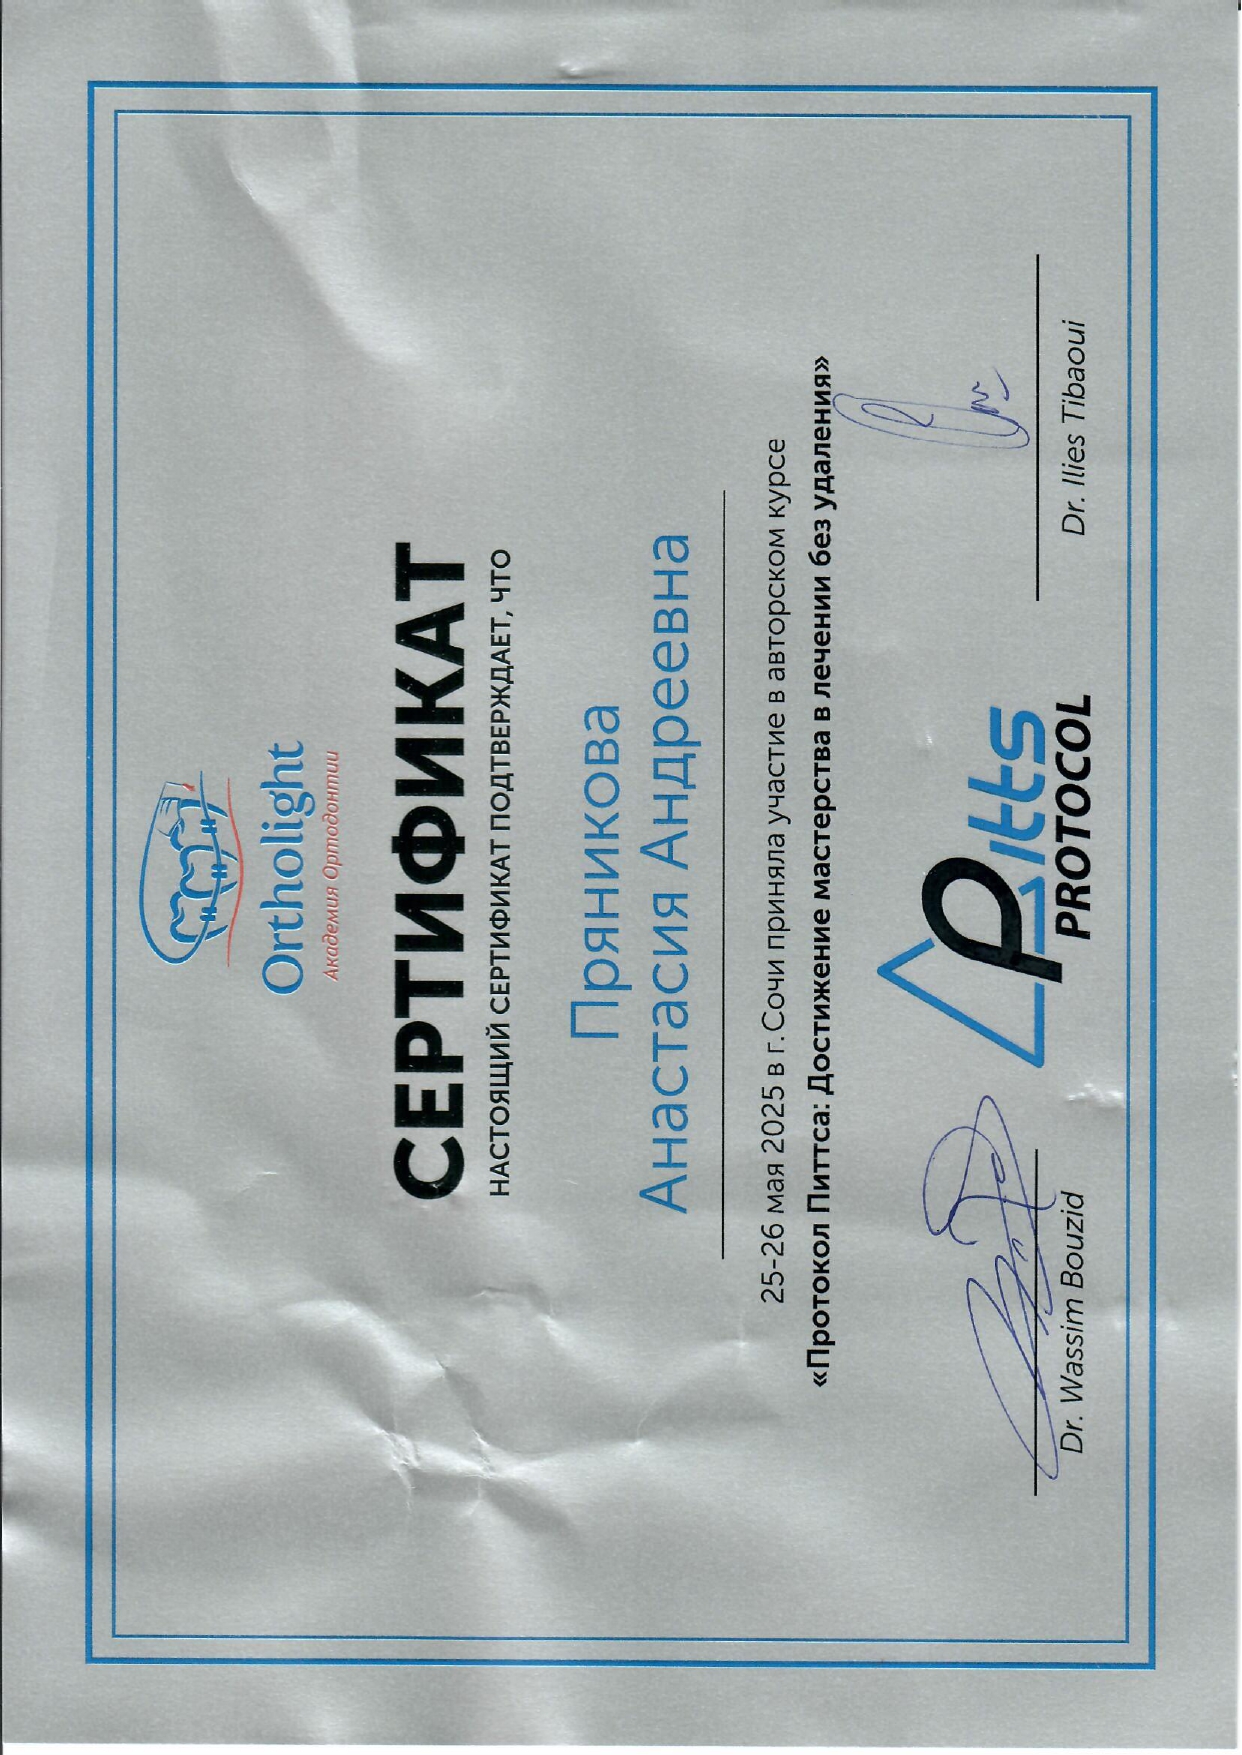 Ortholight
Академия Ортодонтии
СЕРТИФИКАТ
НАСТОЯЩИЙ СЕРТИФИКАТ ПОДТВЕРЖДАЕТ, ЧТО
Пряникова
Анастасия Андреевна
25-26 мая 2025 в г. Сочи приняла участие в авторском курсе
«Протокол Питтса: Достижение мастерства в лечении без удаления»
Pitts
PROTOCOL
Dr. Wassim Bouzid
Dr. Ilies Tibaoui